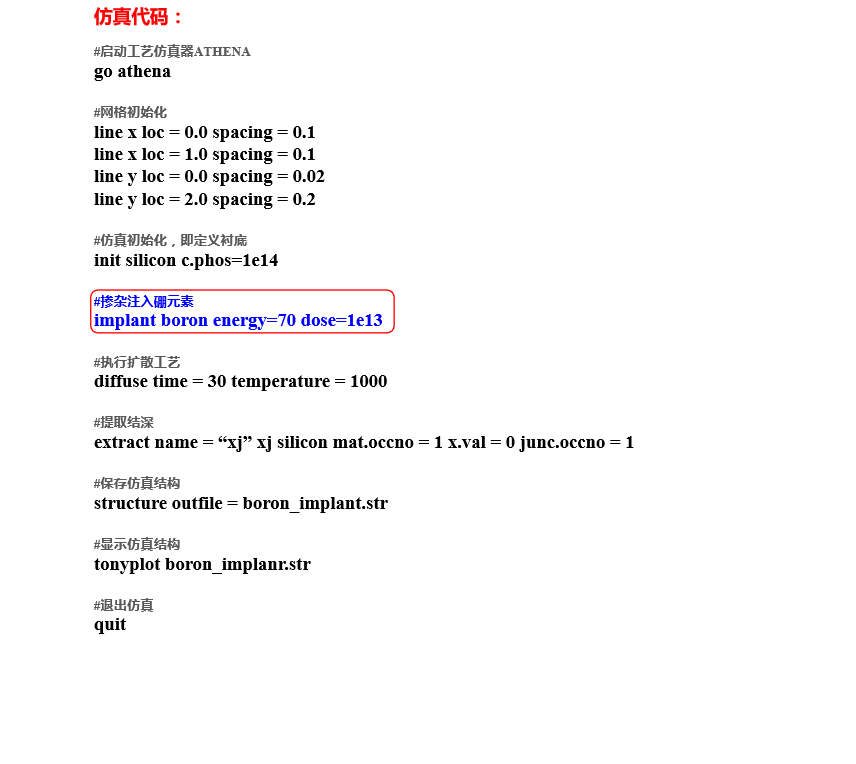 仿真代码：
#启动工艺仿真器ATHENA
go athena
#网格初始化
line x loc = 0.0 spacing = 0.1
line x loc = 1.0 spacing = 0.1
line y loc = 0.0 spacing = 0.02
line y loc = 2.0 spacing = 0.2
#仿真初始化，即定义衬底
init silicon c.phos=1e14
#掺杂注入硼元素
implant boron energy=70 dose=1e13
#执行扩散工艺
diffuse time = 30 temperature = 1000
#提取结深
extract name = “xj” xj silicon mat.occno = 1 x.val = 0 junc.occno = 1
#保存仿真结构
structure outfile = boron_implant.str
#显示仿真结构
tonyplot boron_implanr.str
#退出仿真
quit